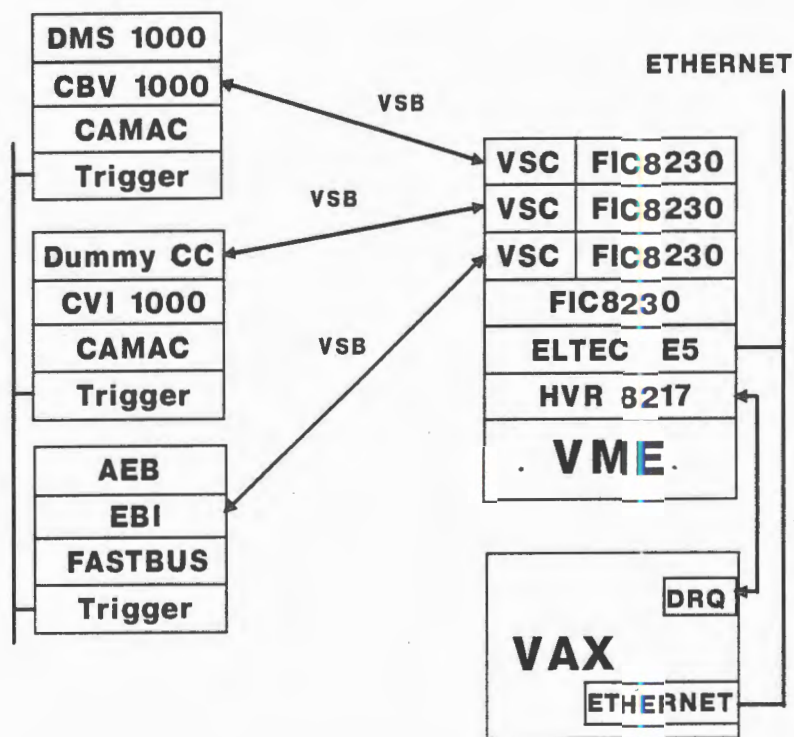 DMS 1000
CBV 1000
CAMAC
Trigger
VSB
ETHERNET
VSC FIC8230
VSC FIC8230
VSC FIC8230
FIC8230
ELTEC E5
HVR 8217
VME
VSB
Dummy CC
CVI 1000
CAMAC
Trigger
VSB
AEB
EBI
FASTBUS
Trigger
DRQ
VAX
ETHERNET